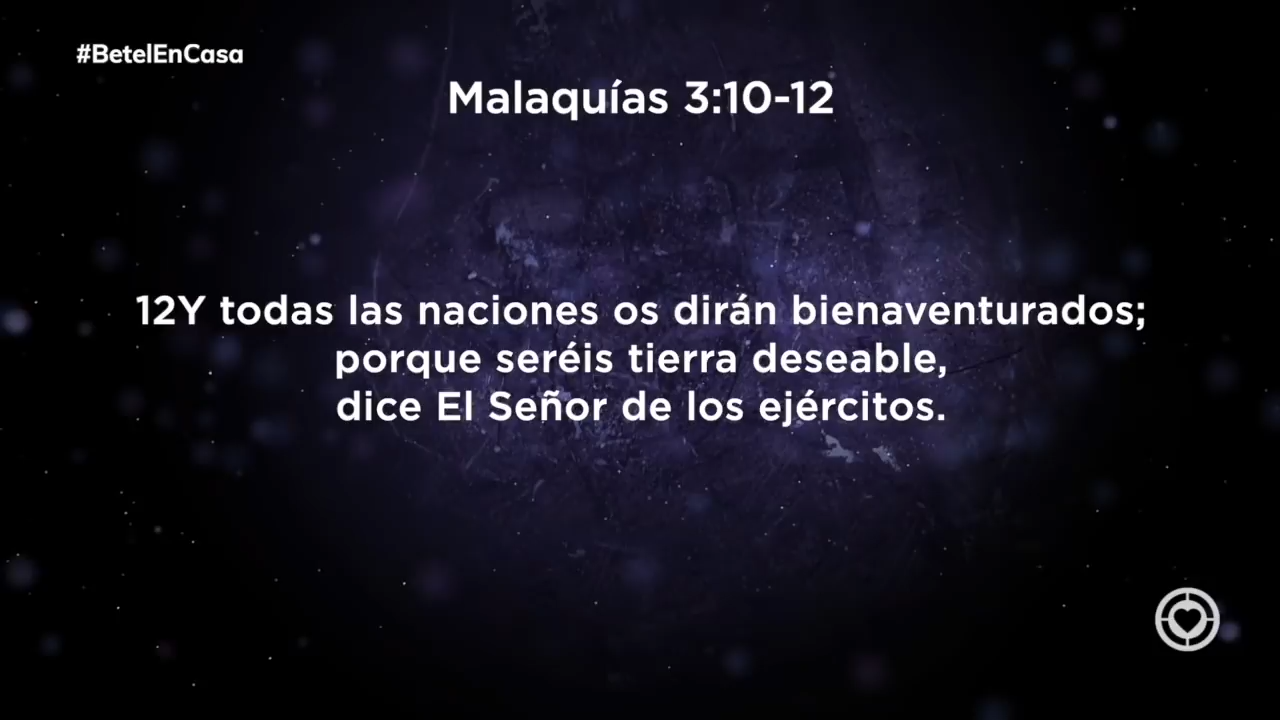 #BetelEnCasa
Malaquías 3:10-12
12Y todas las naciones os dirán bienaventurados;
porque seréis tierra deseable,
dice El Señor de los ejércitos.